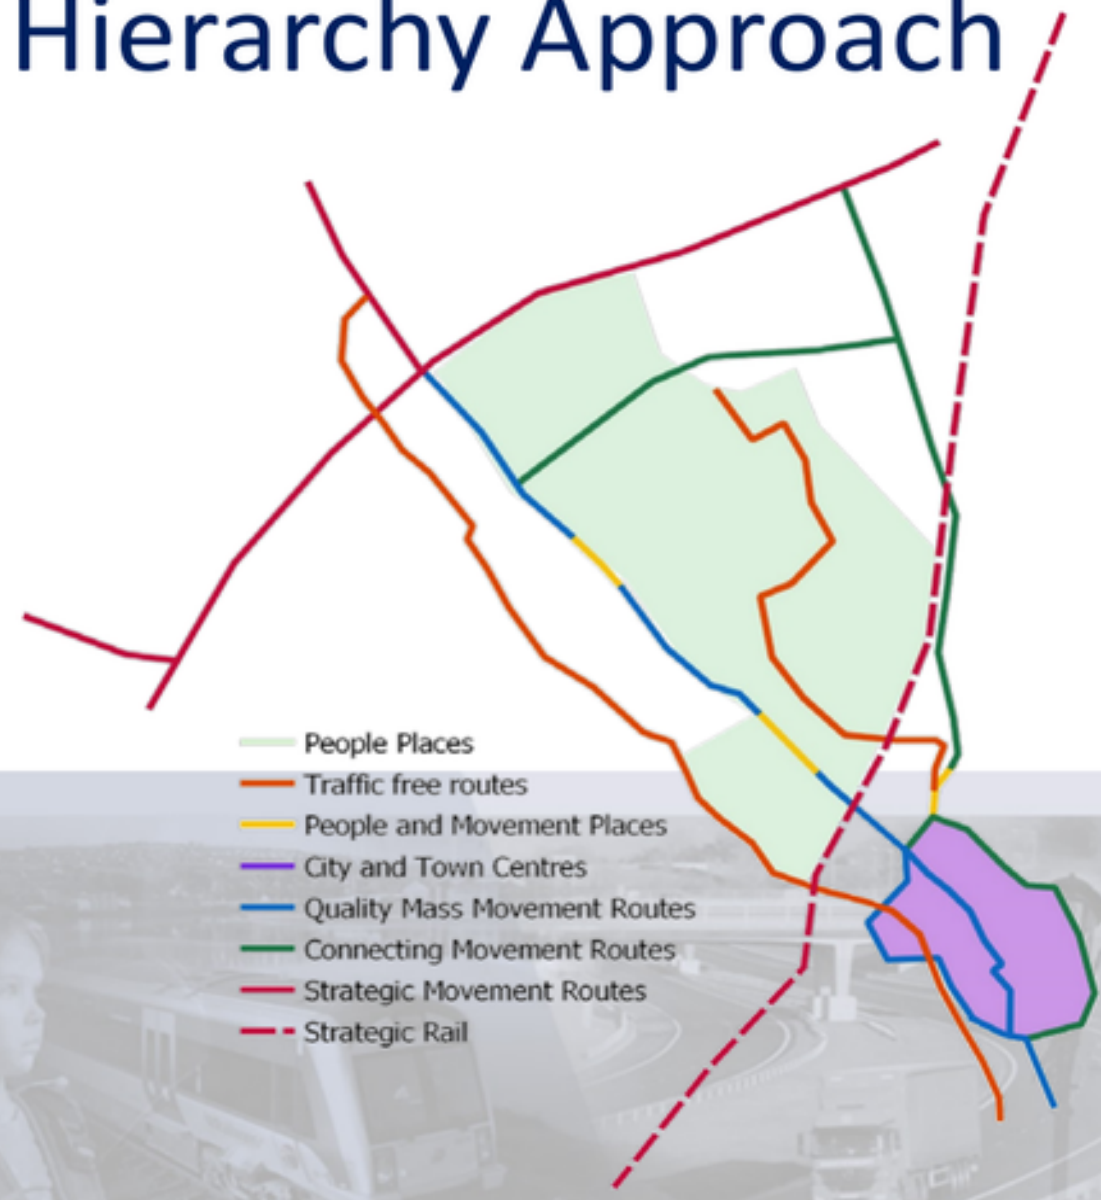 Hierarchy Approach
People Places
Traffic free routes
People and Movement Places
City and Town Centres
Quality Mass Movement Routes
Connecting Movement Routes
Strategic Movement Routes
Strategic Rail